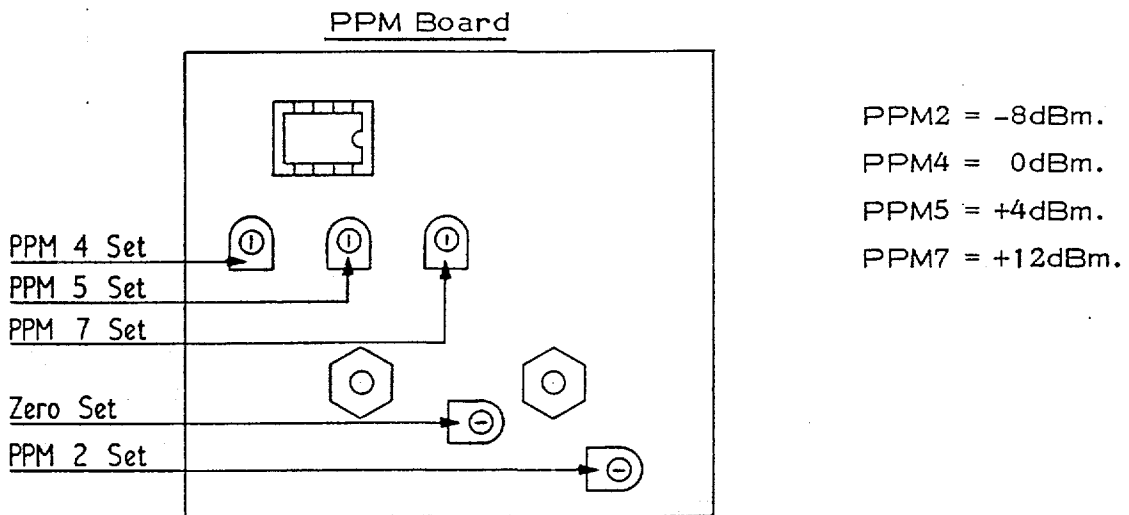 PPM Board
PPM2 = -8dBm.
PPM4 = 0dBm.
PPM5 = +4dBm.
PPM7 = +12dBm.
PPM 4 Set
PPM 5 Set
PPM 7 Set
Zero Set
PPM 2 Set